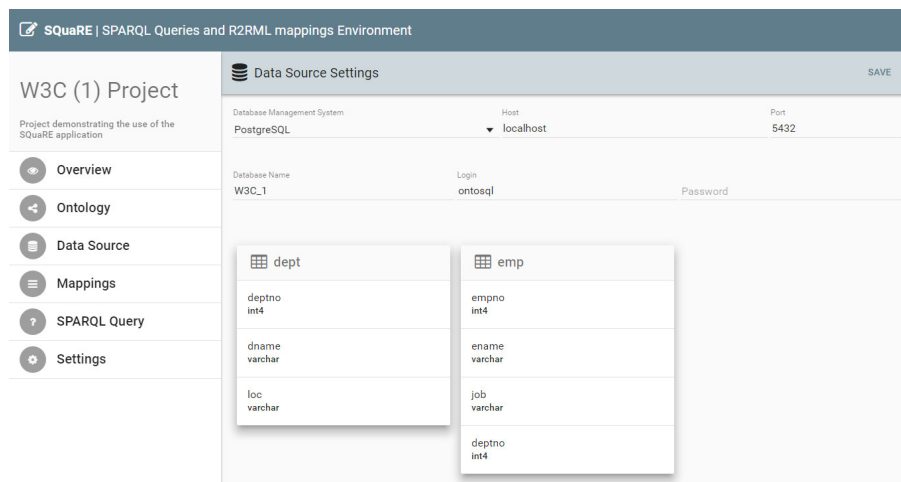 SQuaRE | SPARQL Queries and R2RML mappings Environment
W3C (1) Project
Project demonstrating the use of the
SQuaRE application
Overview
Ontology
Data Source
Mappings
SPARQL Query
Settings
Data Source Settings
SAVE
Database Management System
PostgreSQL
Host
localhost
Port
5432
Database Name
W3C_1
Login
ontosql
Password
dept
deptno
int4
dname
varchar
loc
varchar
emp
empno
int4
ename
varchar
job
varchar
deptno
int4